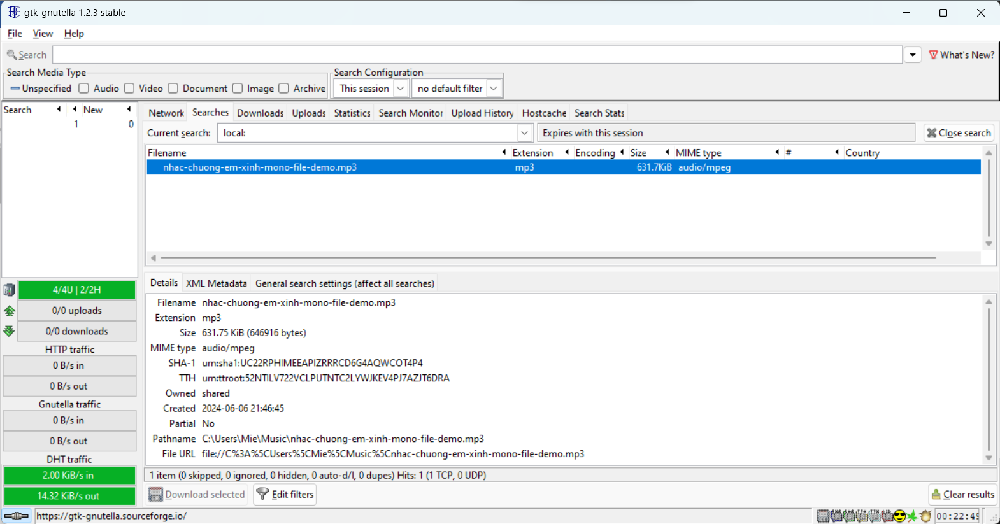 gtk-gnutella 1.2.3 stable
File View Help
Search What's New?
Search Media Type Search Configuration
Unspecified Audio Video Document Image Archive This session no default filter
Search New
1 0
Network Searches Downloads Uploads Statistics Search Monitor Upload History Hostcache Search Stats
Current search: local: Expires with this session Close search
Filename Extension Encoding Size MIME type # Country
nhac-chuong-em-xinh-mono-file-demo.mp3 mp3 631.7KiB audio/mpeg
Details XML Metadata General search settings (affect all searches)
Filename nhac-chuong-em-xinh-mono-file-demo.mp3
Extension mp3
Size 631.75 KiB (646916 bytes)
MIME type audio/mpeg
SHA-1 urn:sha1:UC22RPHIMEEAPIZRRRCD6G4AQWCOT4P4
TTH urn:ttroot:52NTILV722VCLPUTNTC2LYWJKEV4PJ7AZJT6DRA
Owned shared
Created 2024-06-06 21:46:45
Partial No
Pathname C:\Users\Mie\Music\nhac-chuong-em-xinh-mono-file-demo.mp3
File URL file://C%3A%5CUsers%5CMie%5CMusic%5Cnhac-chuong-em-xinh-mono-file-demo.mp3
1 item (0 skipped, 0 ignored, 0 hidden, 0 auto-d/l, 0 dupes) Hits: 1 (1 TCP, 0 UDP)
Download selected Edit filters Clear results
4/4U | 2/2H
0/0 uploads
0/0 downloads
HTTP traffic
0 B/s in
0 B/s out
Gnutella traffic
0 B/s in
0 B/s out
DHT traffic
2.00 KiB/s in
14.32 KiB/s out
https://gtk-gnutella.sourceforge.io/ 00:22:49